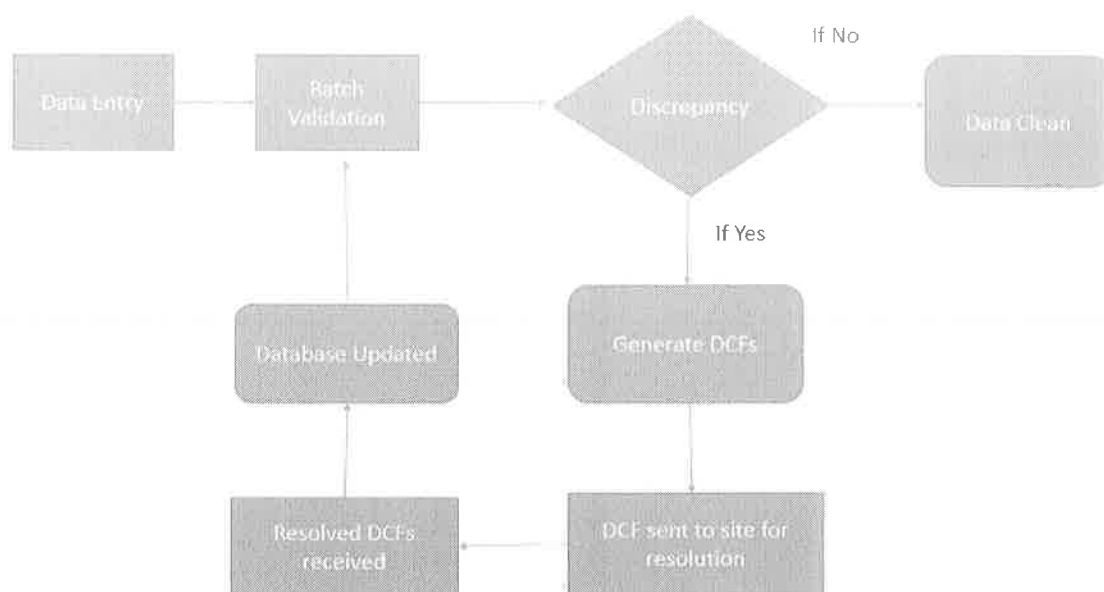 If No
Data Entry
Batch
Validation
Discrepancy
Data Clean
If Yes
Database Updated
Generate DCFs
Resolved DCFs
received
DCF sent to site for
resolution